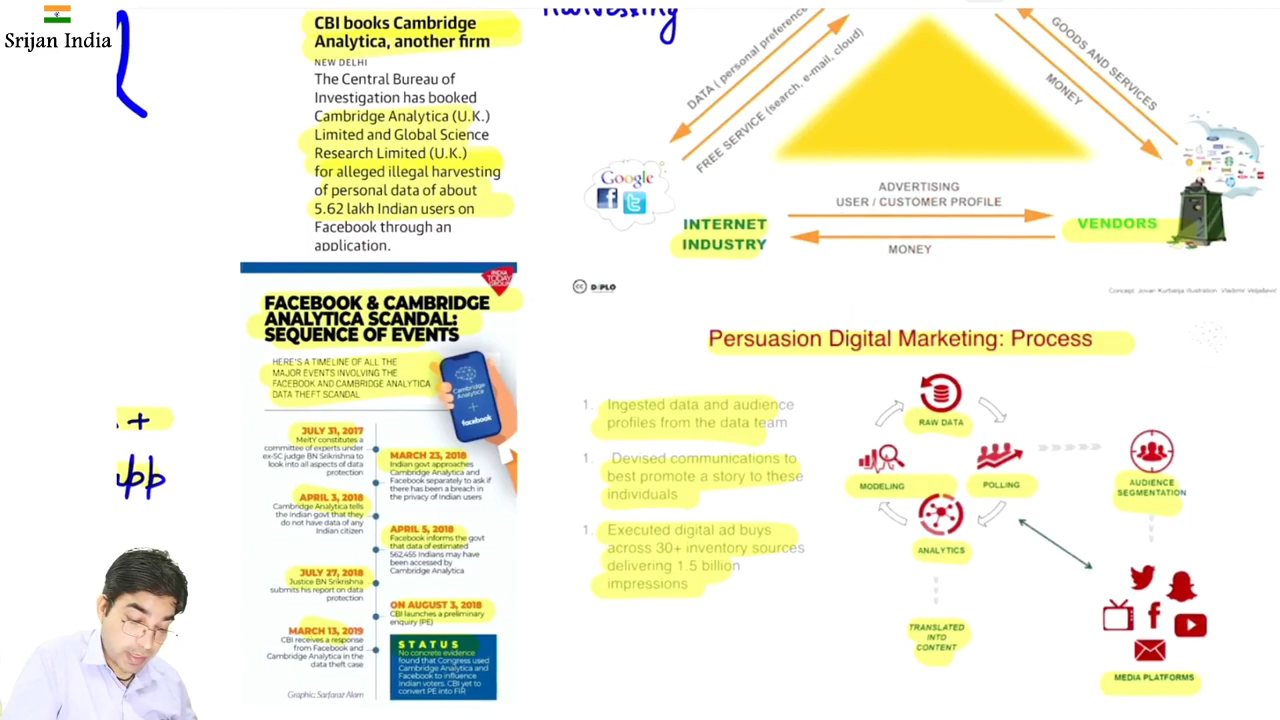 Srijan India
CBI books Cambridge
Analytica, another firm
NEW DELHI
The Central Bureau of
Investigation has booked
Cambridge Analytica (U.K.)
Limited and Global Science
Research Limited (U.K.)
for alleged illegal harvesting
of personal data of about
5.62 lakh Indian users on
Facebook through an
application.
harvesting
DATA ( personal preference
FREE SERVICE (search, e-mail, cloud)
GOODS AND SERVICES
MONEY
Google
INTERNET
INDUSTRY
ADVERTISING
USER / CUSTOMER PROFILE
MONEY
VENDORS
DIPLO
Concept: Jovan Kurbalija Illustration: Vladimir Veljašević
INDIA
TODAY
GROUP
FACEBOOK & CAMBRIDGE
ANALYTICA SCANDAL:
SEQUENCE OF EVENTS
HERE'S A TIMELINE OF ALL THE
MAJOR EVENTS INVOLVING THE
FACEBOOK AND CAMBRIDGE ANALYTICA
DATA THEFT SCANDAL
Cambridge
Analytica
+
facebook
JULY 31, 2017
MeitY constitutes a
committee of experts under
ex-SC judge BN Srikrishna to
look into all aspects of data
protection
MARCH 23, 2018
Indian govt approaches
Cambridge Analytica and
Facebook separately to ask if
there has been a breach in
the privacy of Indian users
APRIL 3, 2018
Cambridge Analytica tells
the Indian govt that they
do not have data of any
Indian citizen
APRIL 5, 2018
Facebook informs the govt
that data of estimated
562,455 Indians may have
been accessed by
Cambridge Analytica
JULY 27, 2018
Justice BN Srikrishna
submits his report on data
protection
ON AUGUST 3, 2018
CBI launches a preliminary
enquiry (PE)
MARCH 13, 2019
CBI receives a response
from Facebook and
Cambridge Analytica in the
data theft case
STATUS
No concrete evidence
found that Congress used
Cambridge Analytica and
Facebook to influence
Indian voters. CBI yet to
convert PE into FIR
Graphic: Sarfaraz Alam
Persuasion Digital Marketing: Process
1. Ingested data and audience
profiles from the data team
1. Devised communications to
best promote a story to these
individuals
1. Executed digital ad buys
across 30+ inventory sources
delivering 1.5 billion
impressions
RAW DATA
MODELING
POLLING
ANALYTICS
TRANSLATED
INTO
CONTENT
AUDIENCE
SEGMENTATION
MEDIA PLATFORMS